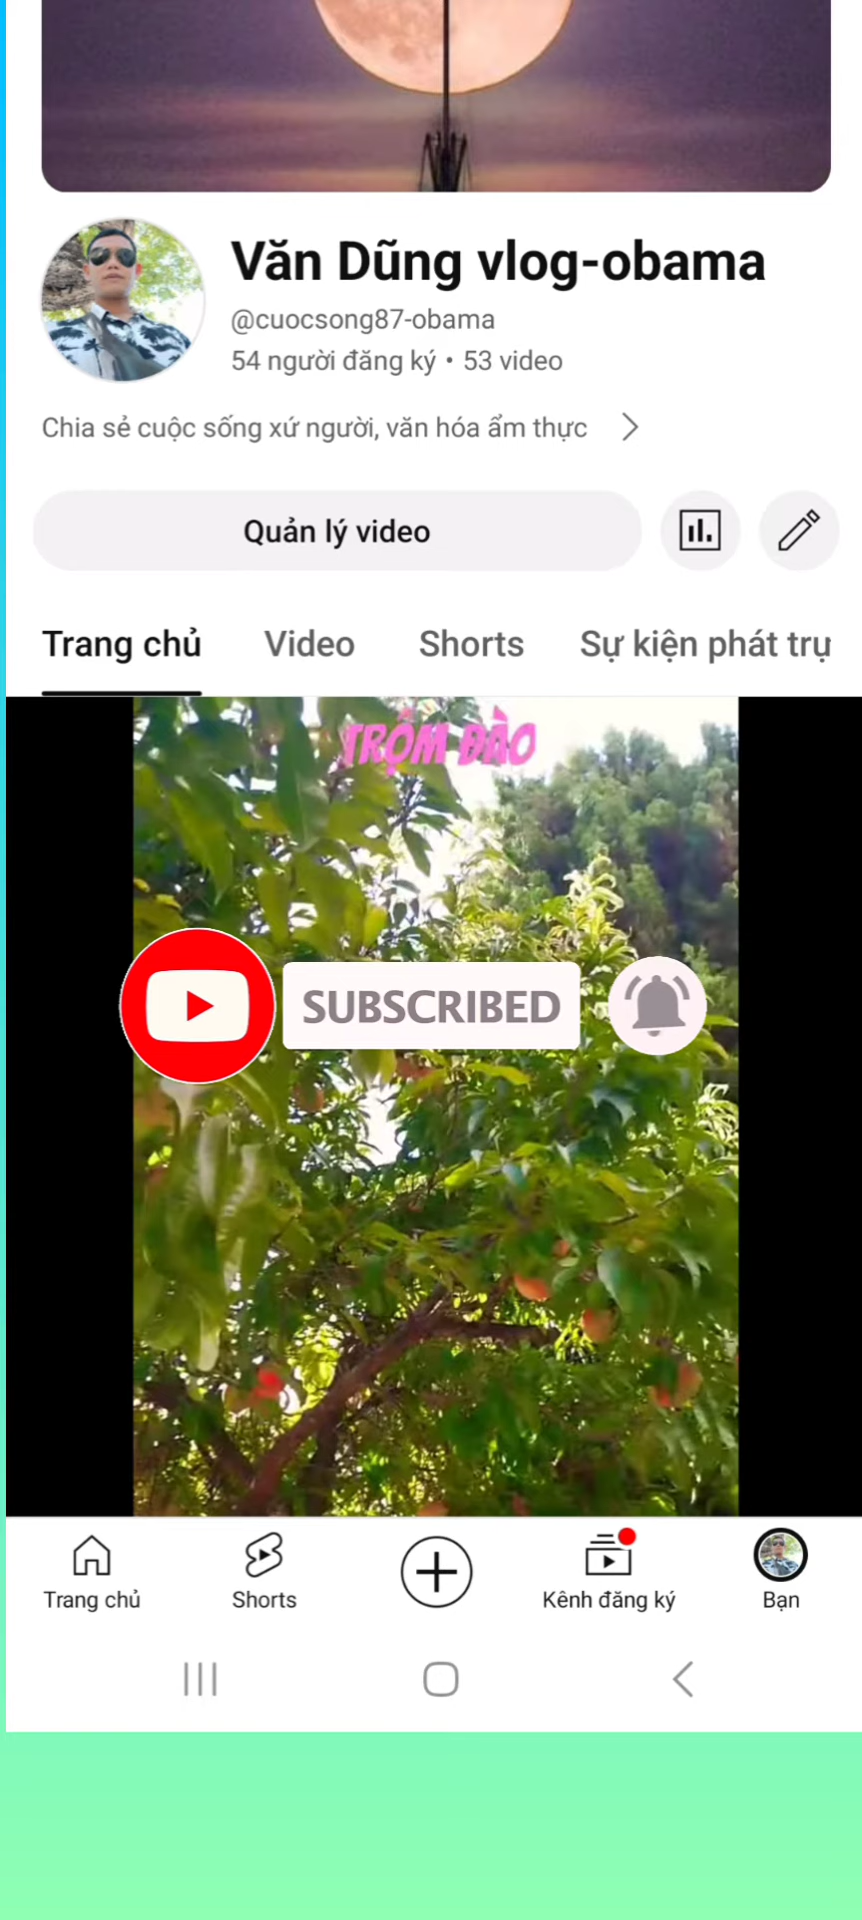 Văn Dũng vlog-obama
@cuocsong87-obama
54 người đăng ký • 53 video
Chia sẻ cuộc sống xứ người, văn hóa ẩm thực
Quản lý video
Trang chủ Video Shorts Sự kiện phát trự
TRỘM ĐÀO
SUBSCRIBED
Trang chủ Shorts Kênh đăng ký Bạn